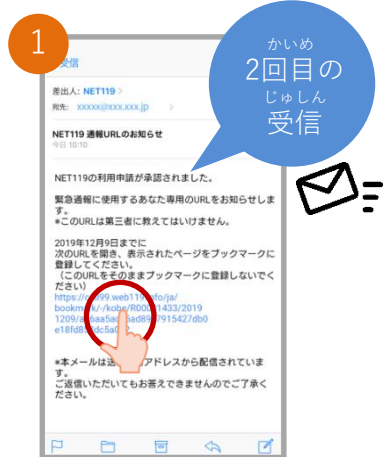 1
受信
かいめ
2回目の
じゅしん
受信
差出人: NET119
宛先: xxxxx@xxx.xxx.jp
NET119 通報URLのお知らせ
今日 10:10
NET119の利用申請が承認されました。
緊急通報に使用するあなた専用のURLをお知らせしま
す。
*このURLは第三者に教えてはいけません。
2019年12月9日までに
次のURLを開き、表示されたページをブックマークに
登録してください。
(このURLをそのままブックマークに登録しないでく
ださい)
*本メールは アドレスから配信されていま
す。
ご返信いただいてもお答えできませんのでご了承く
ださい。